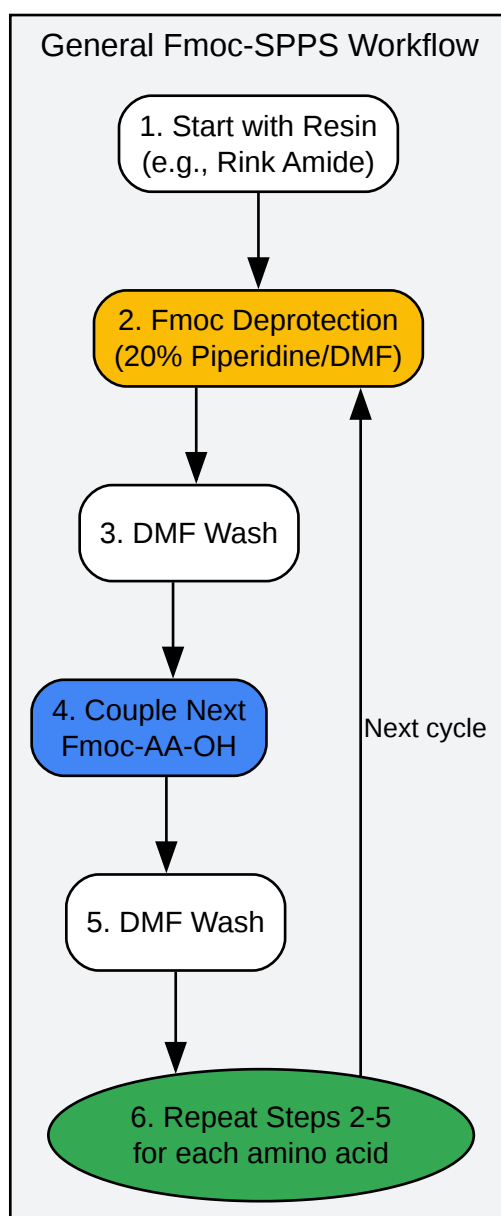 General Fmoc-SPPS Workflow
1. Start with Resin
(e.g., Rink Amide)
2. Fmoc Deprotection
(20% Piperidine/DMF)
3. DMF Wash
4. Couple Next
Fmoc-AA-OH
Next cycle
5. DMF Wash
6. Repeat Steps 2-5
for each amino acid